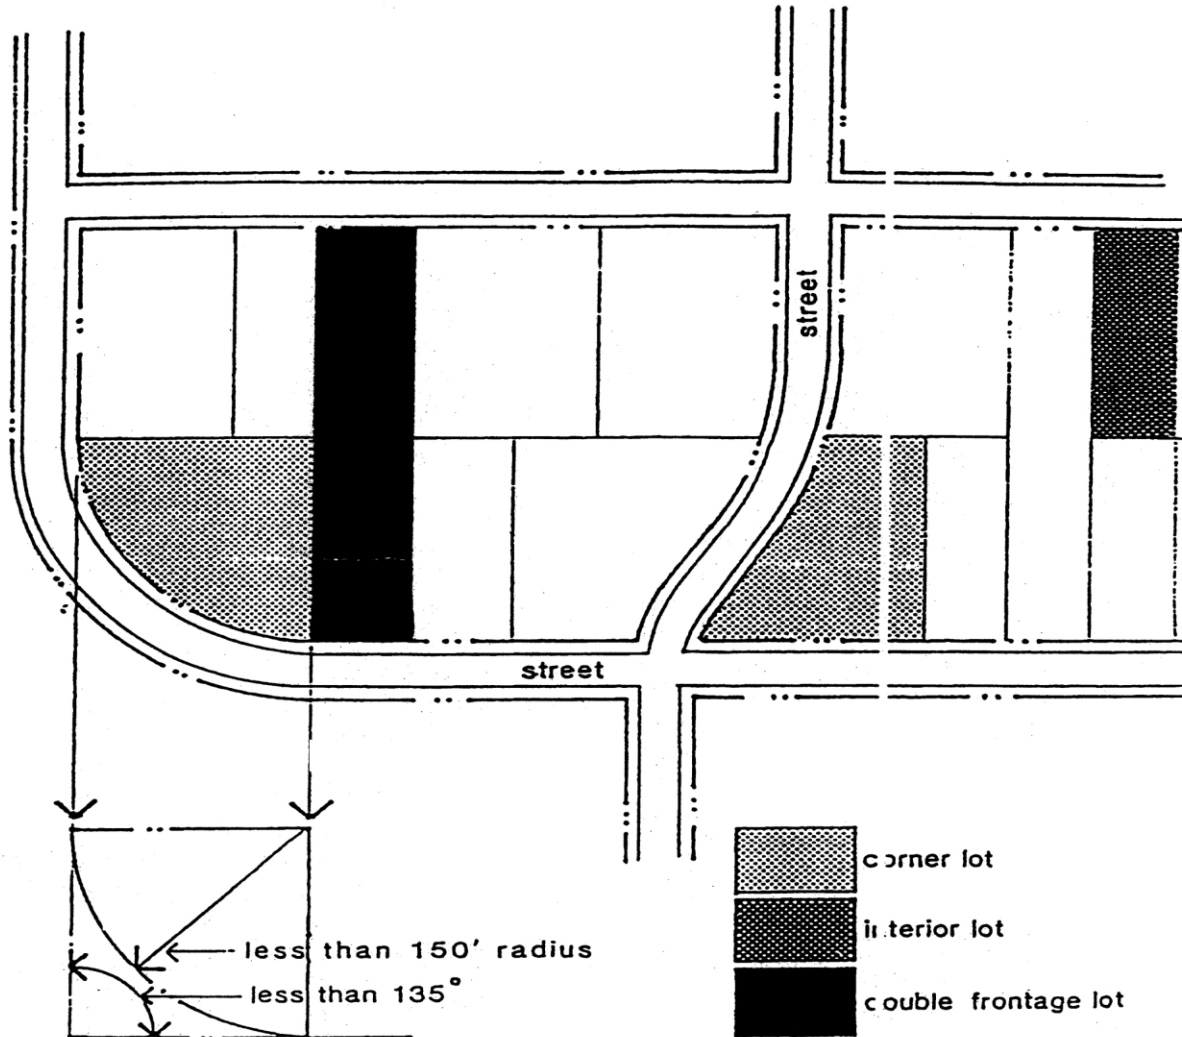 street
street
less than 150' radius
less than 135°
corner lot
interior lot
double frontage lot